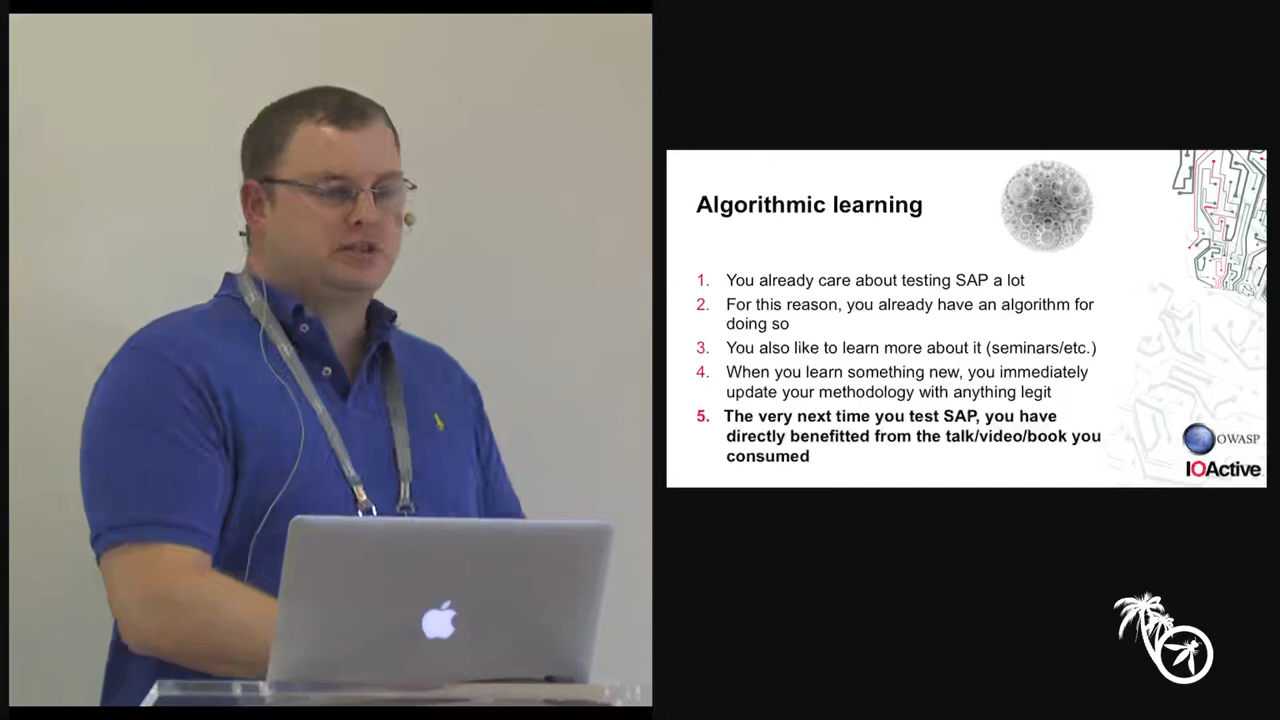 Algorithmic learning
1. You already care about testing SAP a lot
2. For this reason, you already have an algorithm for
doing so
3. You also like to learn more about it (seminars/etc.)
4. When you learn something new, you immediately
update your methodology with anything legit
5. The very next time you test SAP, you have
directly benefitted from the talk/video/book you
consumed
OWASP
IOActive